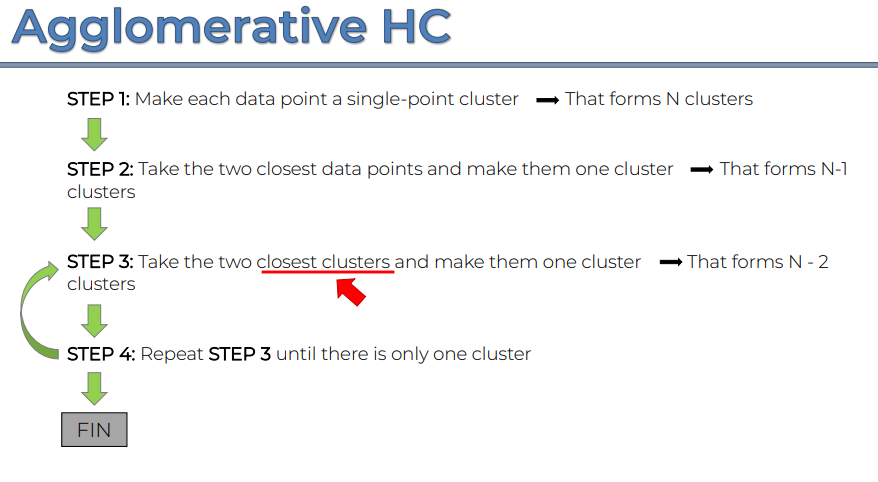 Agglomerative HC
STEP 1: Make each data point a single-point cluster ➞ That forms N clusters
STEP 2: Take the two closest data points and make them one cluster ➞ That forms N-1
clusters
STEP 3: Take the two closest clusters and make them one cluster ➞ That forms N - 2
clusters
STEP 4: Repeat STEP 3 until there is only one cluster
FIN